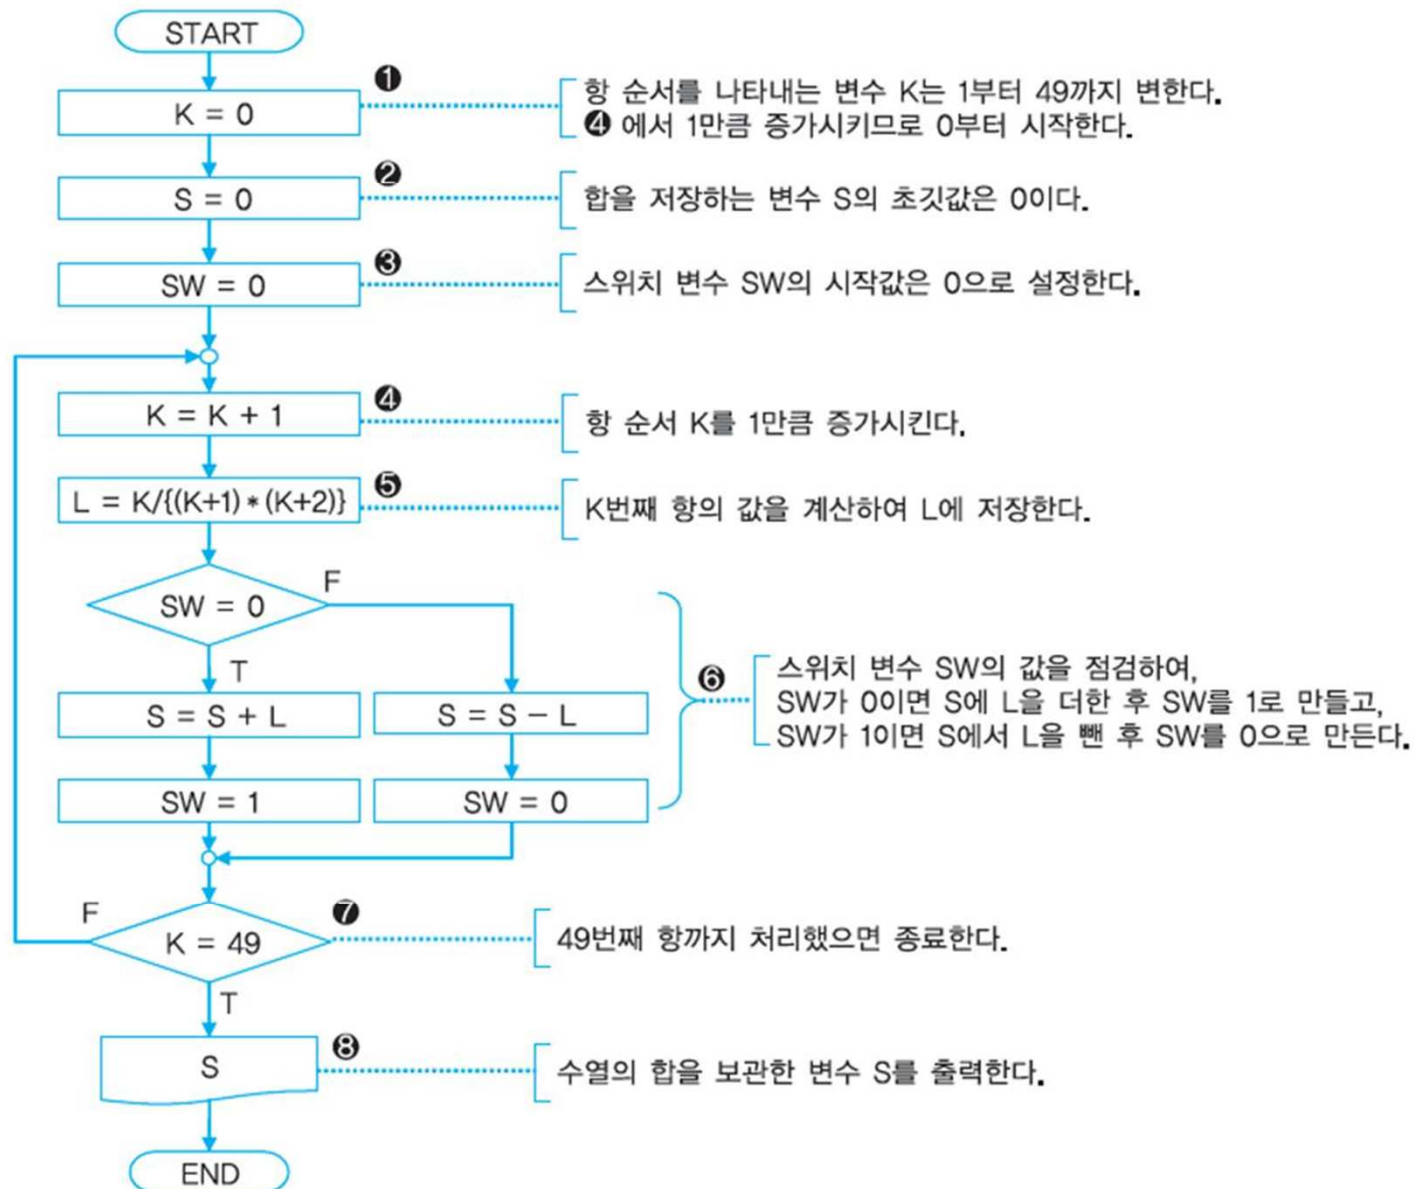 START
❶
K = 0
항 순서를 나타내는 변수 K는 1부터 49까지 변한다.
❹ 에서 1만큼 증가시키므로 0부터 시작한다.
❷
S = 0
합을 저장하는 변수 S의 초깃값은 0이다.
❸
SW = 0
스위치 변수 SW의 시작값은 0으로 설정한다.
❹
K = K + 1
항 순서 K를 1만큼 증가시킨다.
❺
L = K/{(K+1)*(K+2)}
K번째 항의 값을 계산하여 L에 저장한다.
SW = 0
F
T
S = S + L
S = S – L
SW = 1
SW = 0
❻
스위치 변수 SW의 값을 점검하여,
SW가 0이면 S에 L을 더한 후 SW를 1로 만들고,
SW가 1이면 S에서 L을 뺀 후 SW를 0으로 만든다.
F
K = 49
❼
49번째 항까지 처리했으면 종료한다.
T
S
❽
수열의 합을 보관한 변수 S를 출력한다.
END